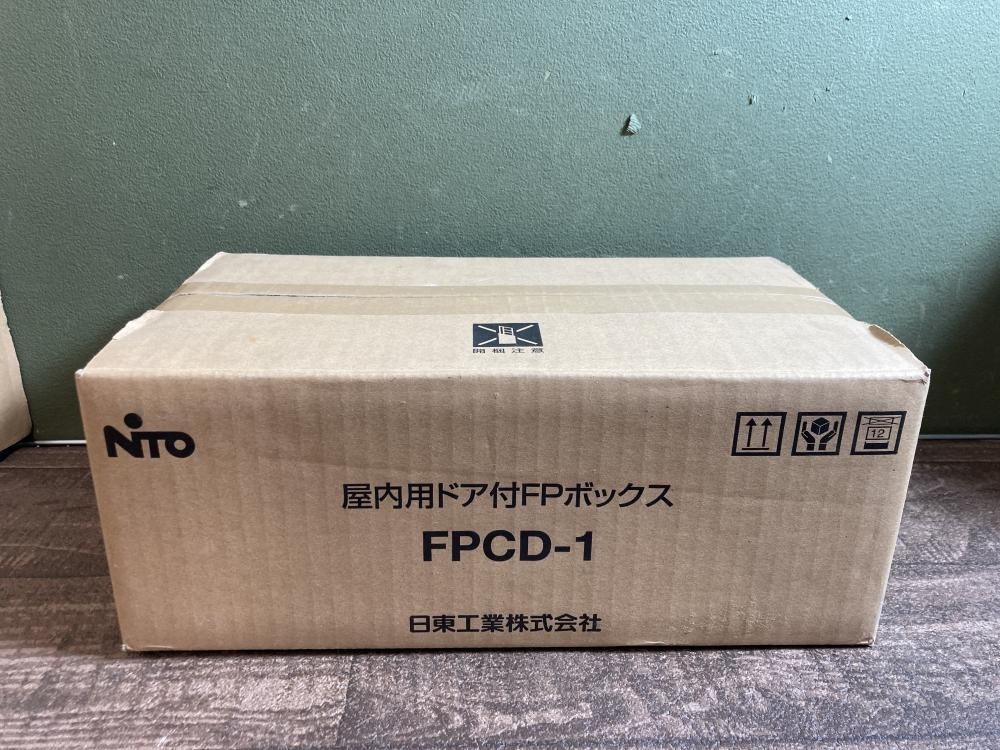 開梱注意
NITO
12
屋内用ドア付FPボックス
FPCD-1
日東工業株式会社